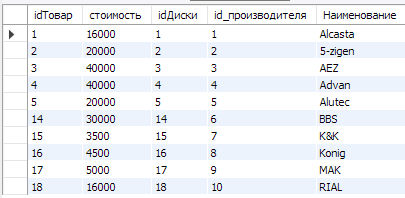 idТовар стоимость idДиски id_производителя Наименование
1 16000 1 1 Alcasta
2 20000 2 2 5-zigen
3 40000 3 3 AEZ
4 40000 4 4 Advan
5 20000 5 5 Alutec
14 30000 14 6 BBS
15 3500 15 7 K&K
16 4500 16 8 Konig
17 5000 17 9 MAK
18 16000 18 10 RIAL